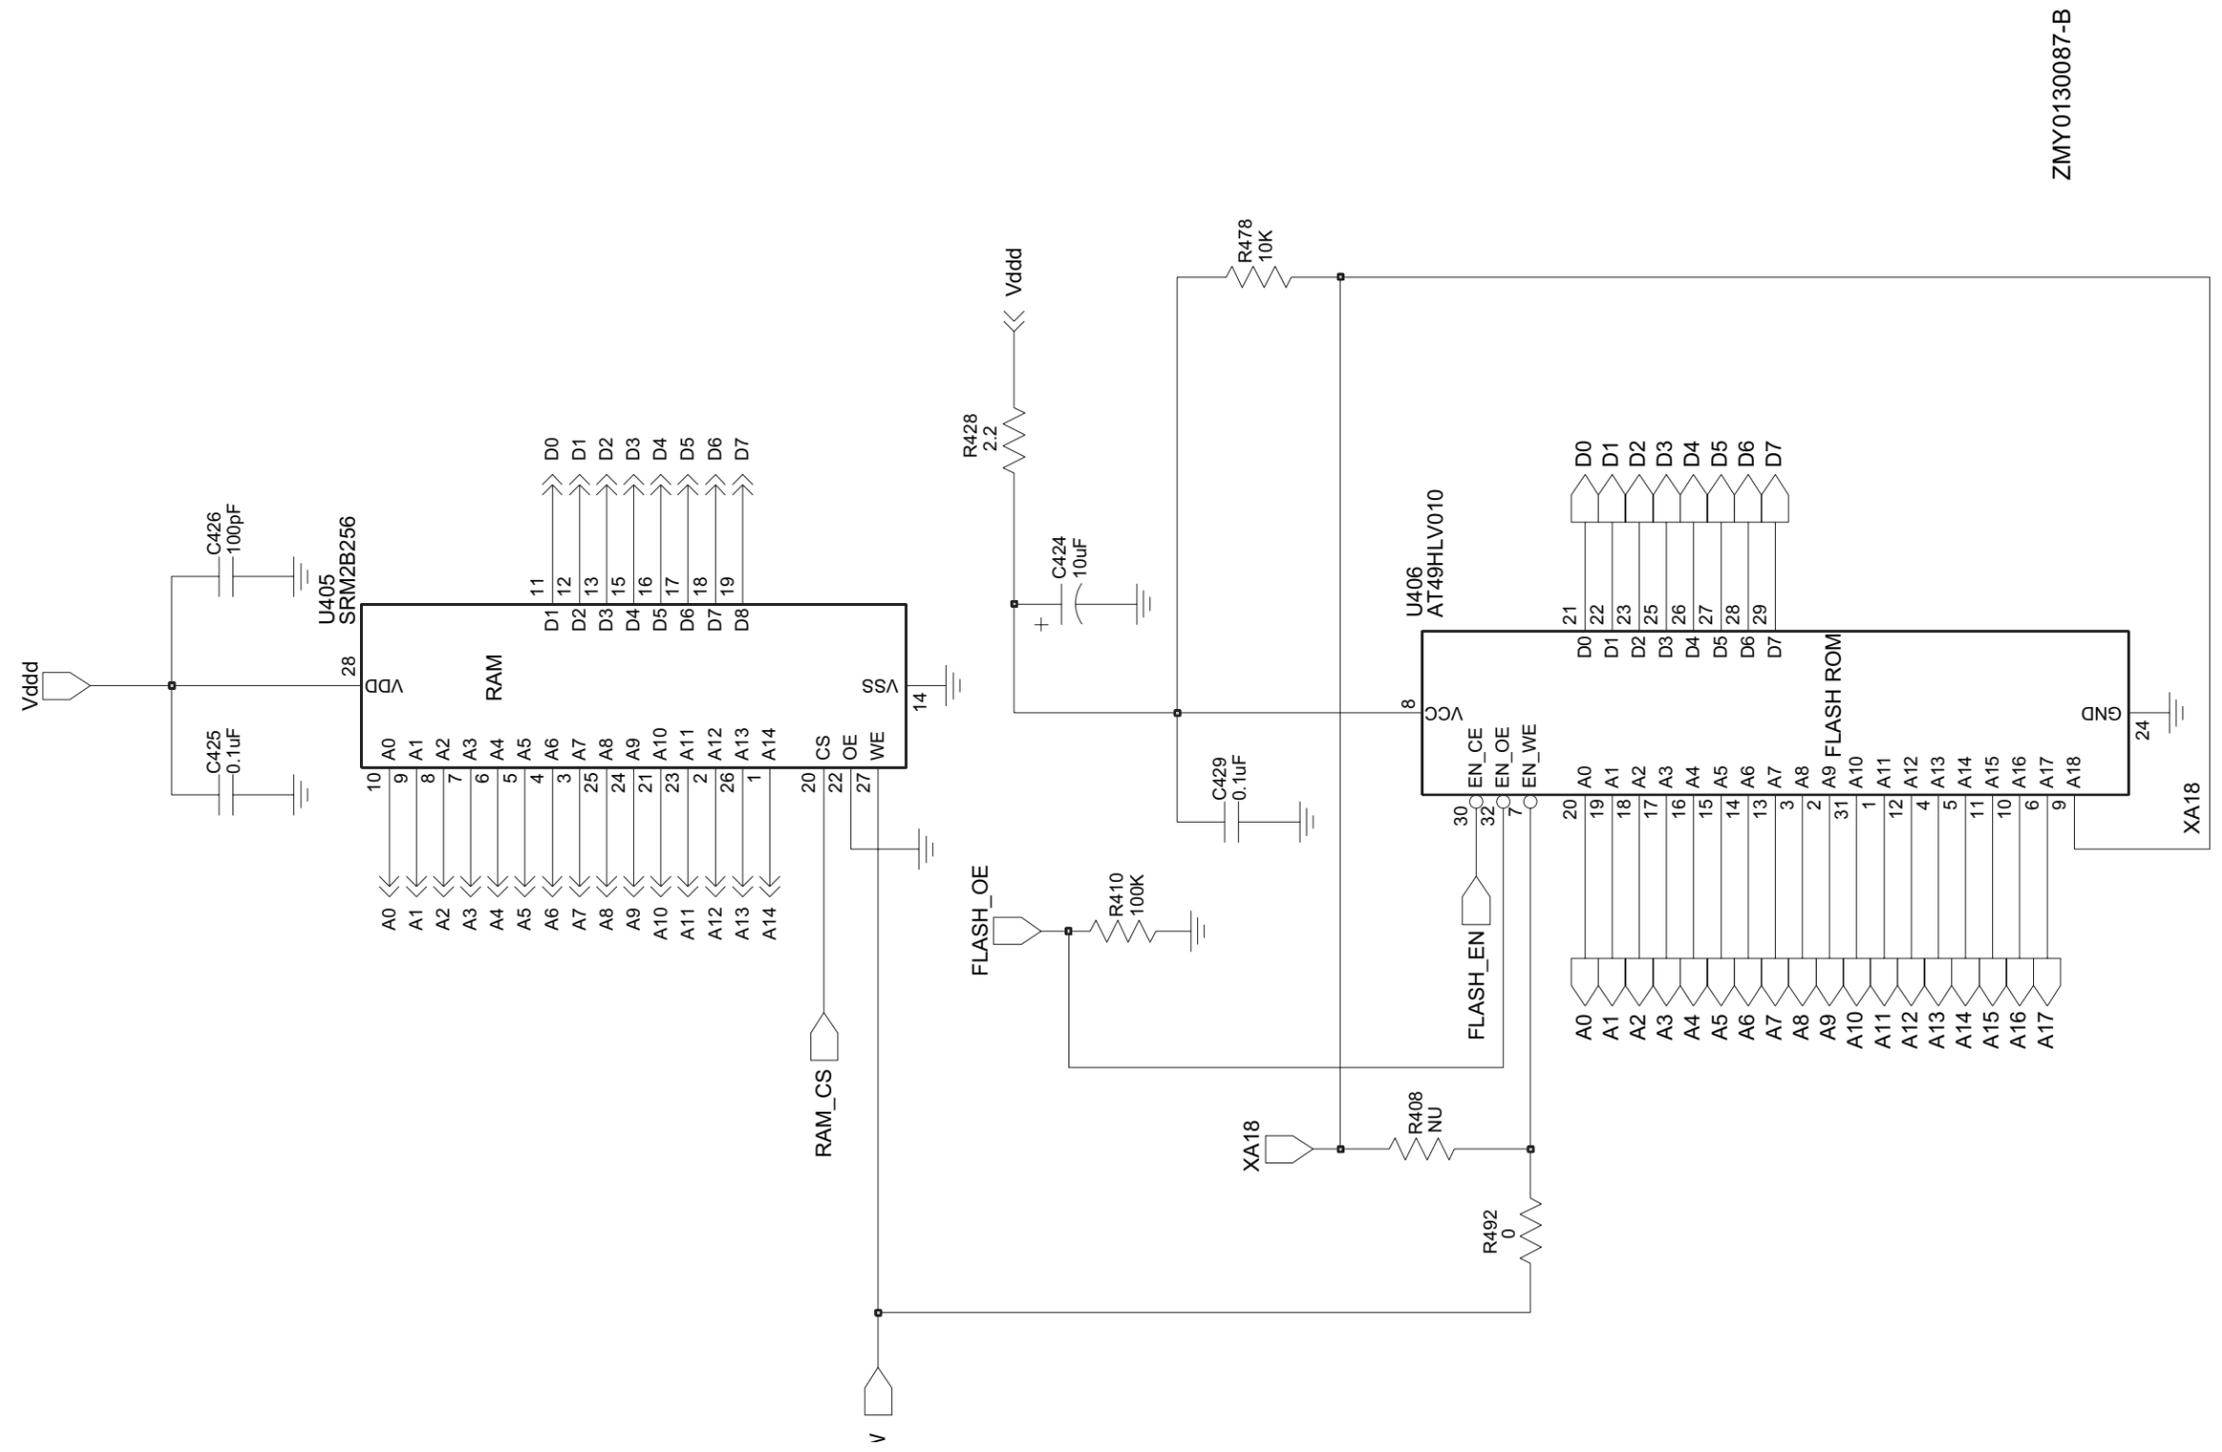 ZMY0130087-B
Vddd
C426
100pF
C425
0.1uF
U405
SRM2B256
28
VDD
RAM
VSS
14
D1
D2
D3
D4
D5
D6
D7
D8
11
12
13
15
16
17
18
19
D0
D1
D2
D3
D4
D5
D6
D7
A0
A1
A2
A3
A4
A5
A6
A7
A8
A9
A10
A11
A12
A13
A14
CS
OE
WE
10
9
8
7
6
5
4
3
25
24
21
23
2
26
1
20
22
27
A0
A1
A2
A3
A4
A5
A6
A7
A8
A9
A10
A11
A12
A13
A14
RAM_CS
Vddd
R428
2.2
C424
10uF
+
R478
10K
C429
0.1uF
FLASH_OE
R410
100K
FLASH_EN
XA18
R408
NU
R492
0
U406
AT49HLV010
8
VCC
EN_CE
EN_OE
EN_WE
30
32
7
FLASH ROM
GND
24
D0
D1
D2
D3
D4
D5
D6
D7
21
22
23
25
26
27
28
29
D0
D1
D2
D3
D4
D5
D6
D7
A0
A1
A2
A3
A4
A5
A6
A7
A8
A9
A10
A11
A12
A13
A14
A15
A16
A17
A18
20
19
18
17
16
15
14
13
3
2
31
1
12
4
5
11
10
6
9
A0
A1
A2
A3
A4
A5
A6
A7
A8
A9
A10
A11
A12
A13
A14
A15
A16
A17
XA18